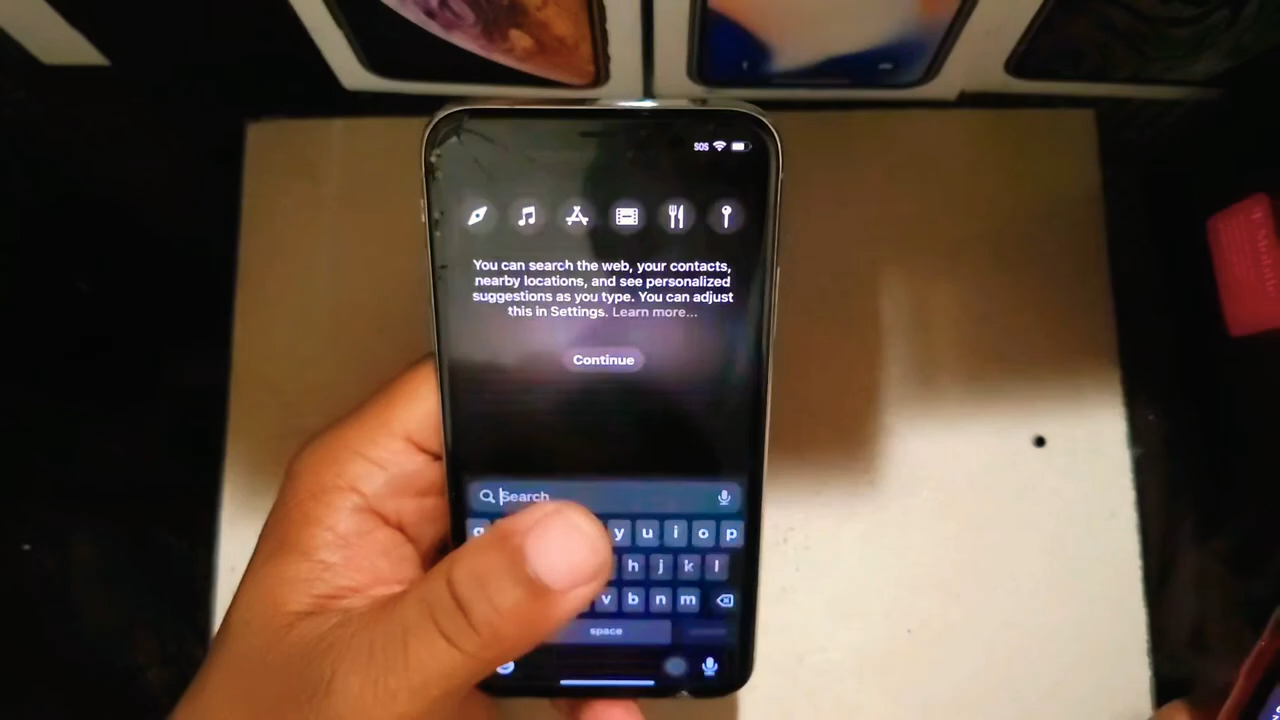 SOS
You can search the web, your contacts,
nearby locations, and see personalized
suggestions as you type. You can adjust
this in Settings. Learn more...
Continue
Search
q y u i o p
h j k l
v b n m
space